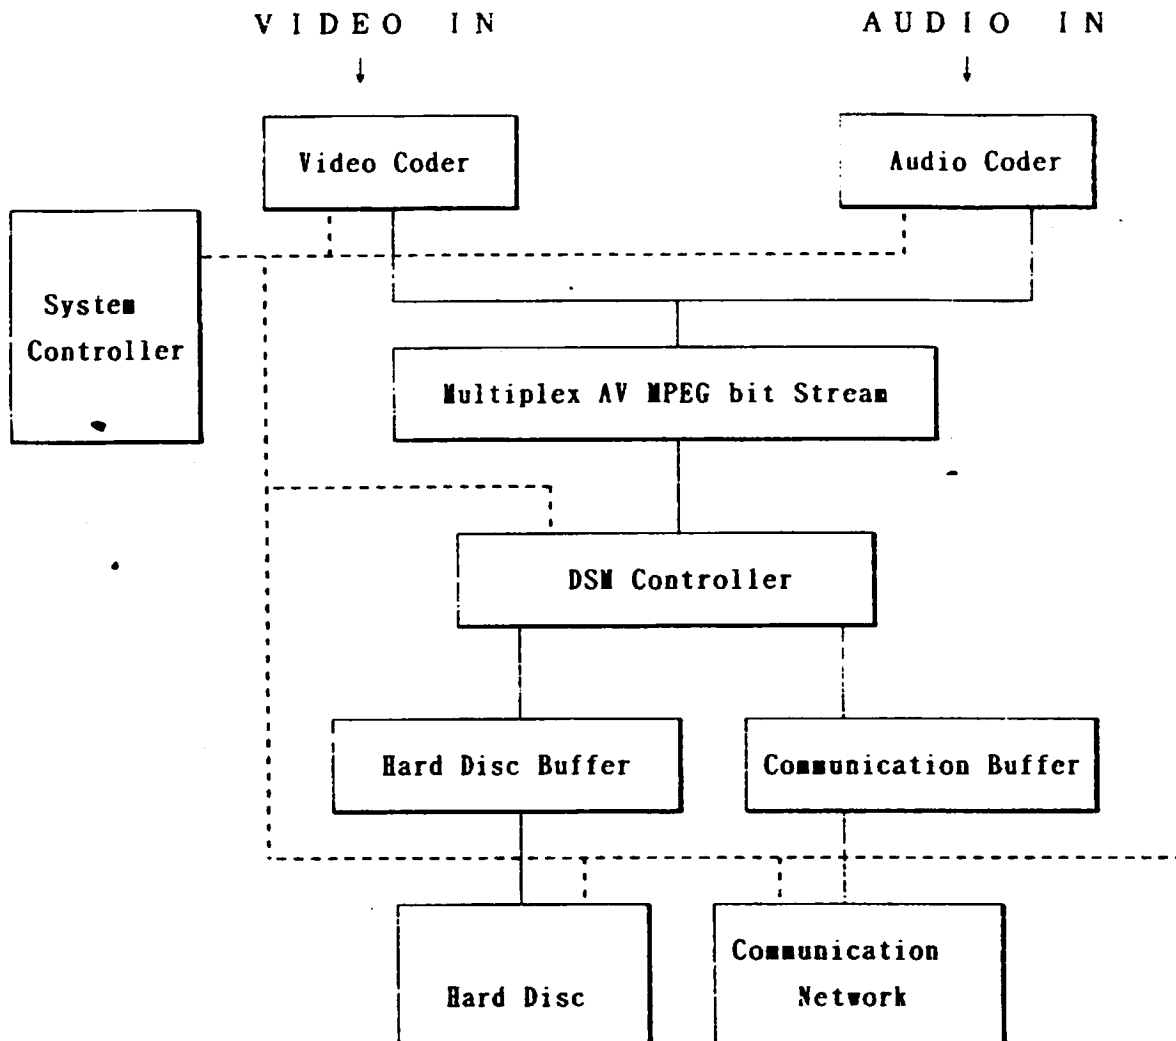 VIDEO IN
AUDIO IN
Video Coder
Audio Coder
System
Controller
Multiplex AV MPEG bit Stream
DSM Controller
Hard Disc Buffer
Communication Buffer
Hard Disc
Communication
Network